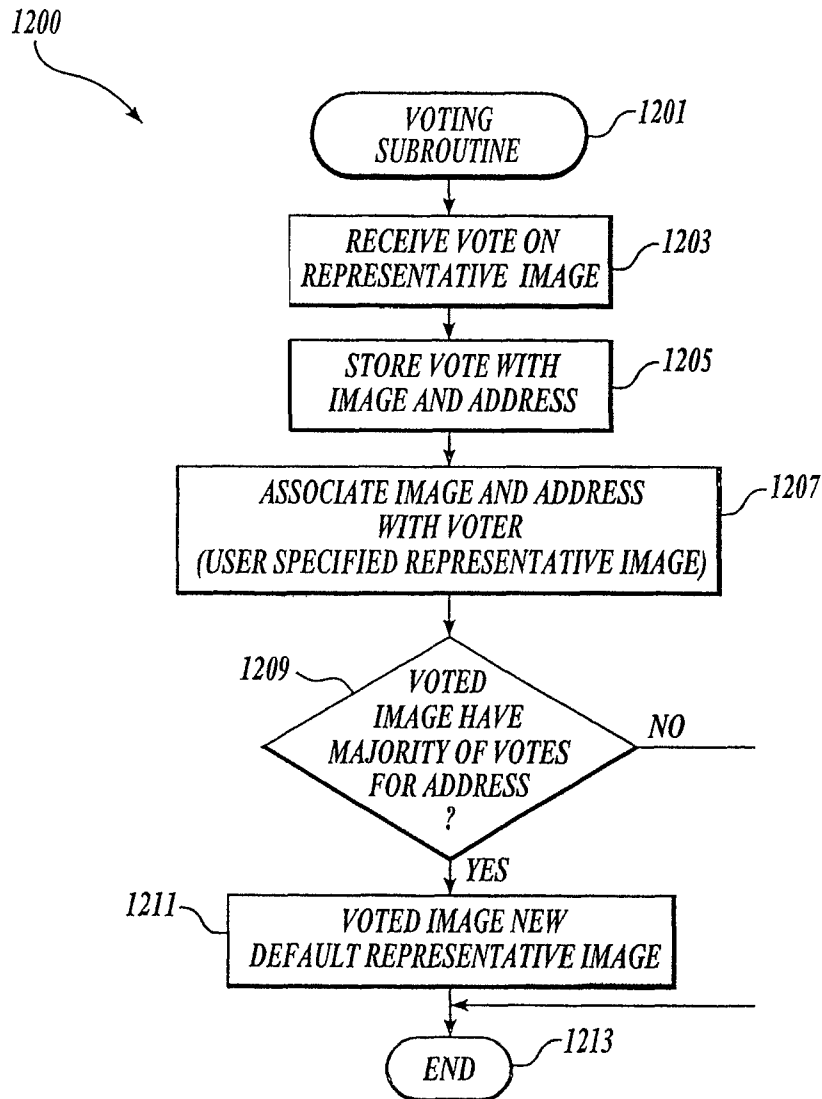 1200
VOTING
SUBROUTINE
1201
RECEIVE VOTE ON
REPRESENTATIVE IMAGE
1203
STORE VOTE WITH
IMAGE AND ADDRESS
1205
ASSOCIATE IMAGE AND ADDRESS
WITH VOTER
(USER SPECIFIED REPRESENTATIVE IMAGE)
1207
1209
VOTED
IMAGE HAVE
MAJORITY OF VOTES
FOR ADDRESS
?
NO
YES
1211
VOTED IMAGE NEW
DEFAULT REPRESENTATIVE IMAGE
END
1213